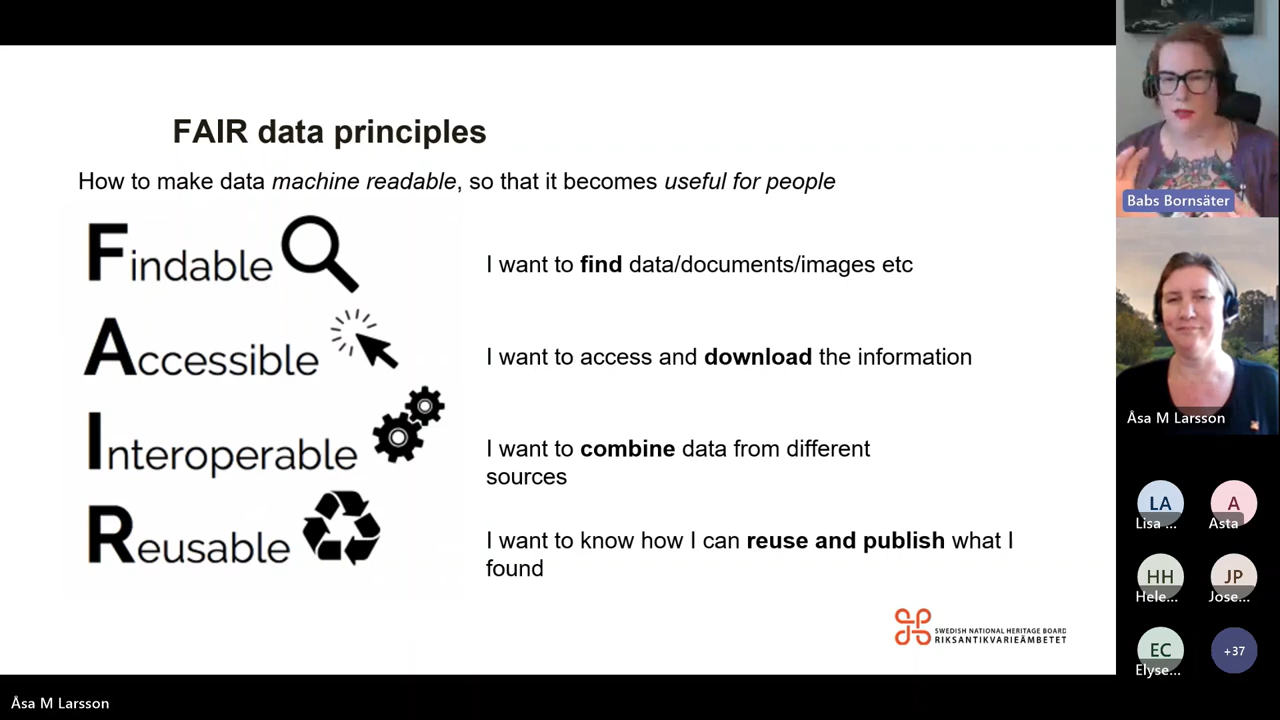 FAIR data principles
How to make data machine readable, so that it becomes useful for people
Findable
I want to find data/documents/images etc
Accessible
I want to access and download the information
Interoperable
I want to combine data from different
sources
Reusable
I want to know how I can reuse and publish what I
found
SWEDISH NATIONAL HERITAGE BOARD
RIKSANTIKVARIEÄMBETET
Babs Bornsäter
Åsa M Larsson
LA
Lisa ...
A
Asta
HH
Hele...
JP
Jose...
EC
Elyse...
+37
Åsa M Larsson